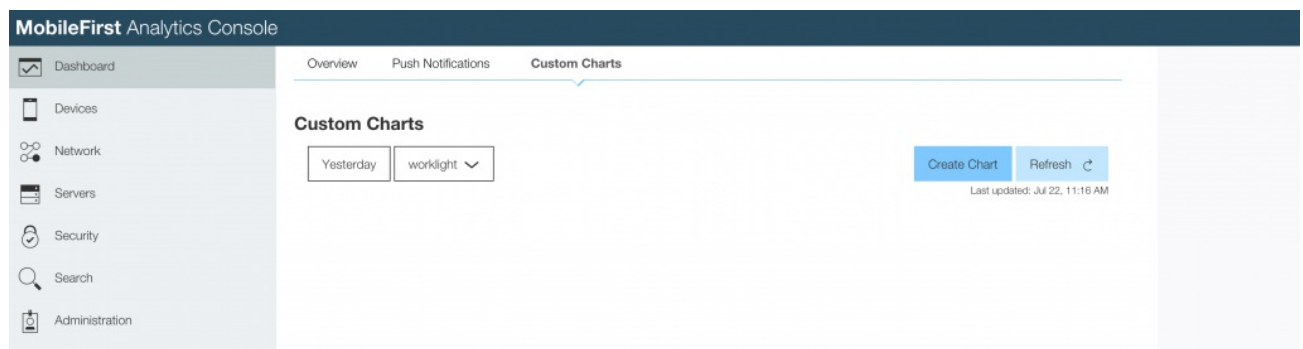 MobileFirst Analytics Console
Dashboard
Devices
Network
Servers
Security
Search
Administration
Overview Push Notifications Custom Charts
Custom Charts
Yesterday worklight Create Chart Refresh
Last updated: Jul 22, 11:16 AM